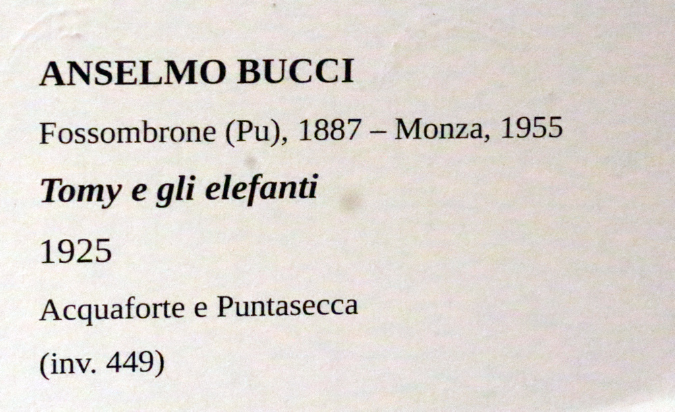 ANSELMO BUCCI
Fossombrone (Pu), 1887 – Monza, 1955
Tomy e gli elefanti
1925
Acquaforte e Puntasecca
(inv. 449)